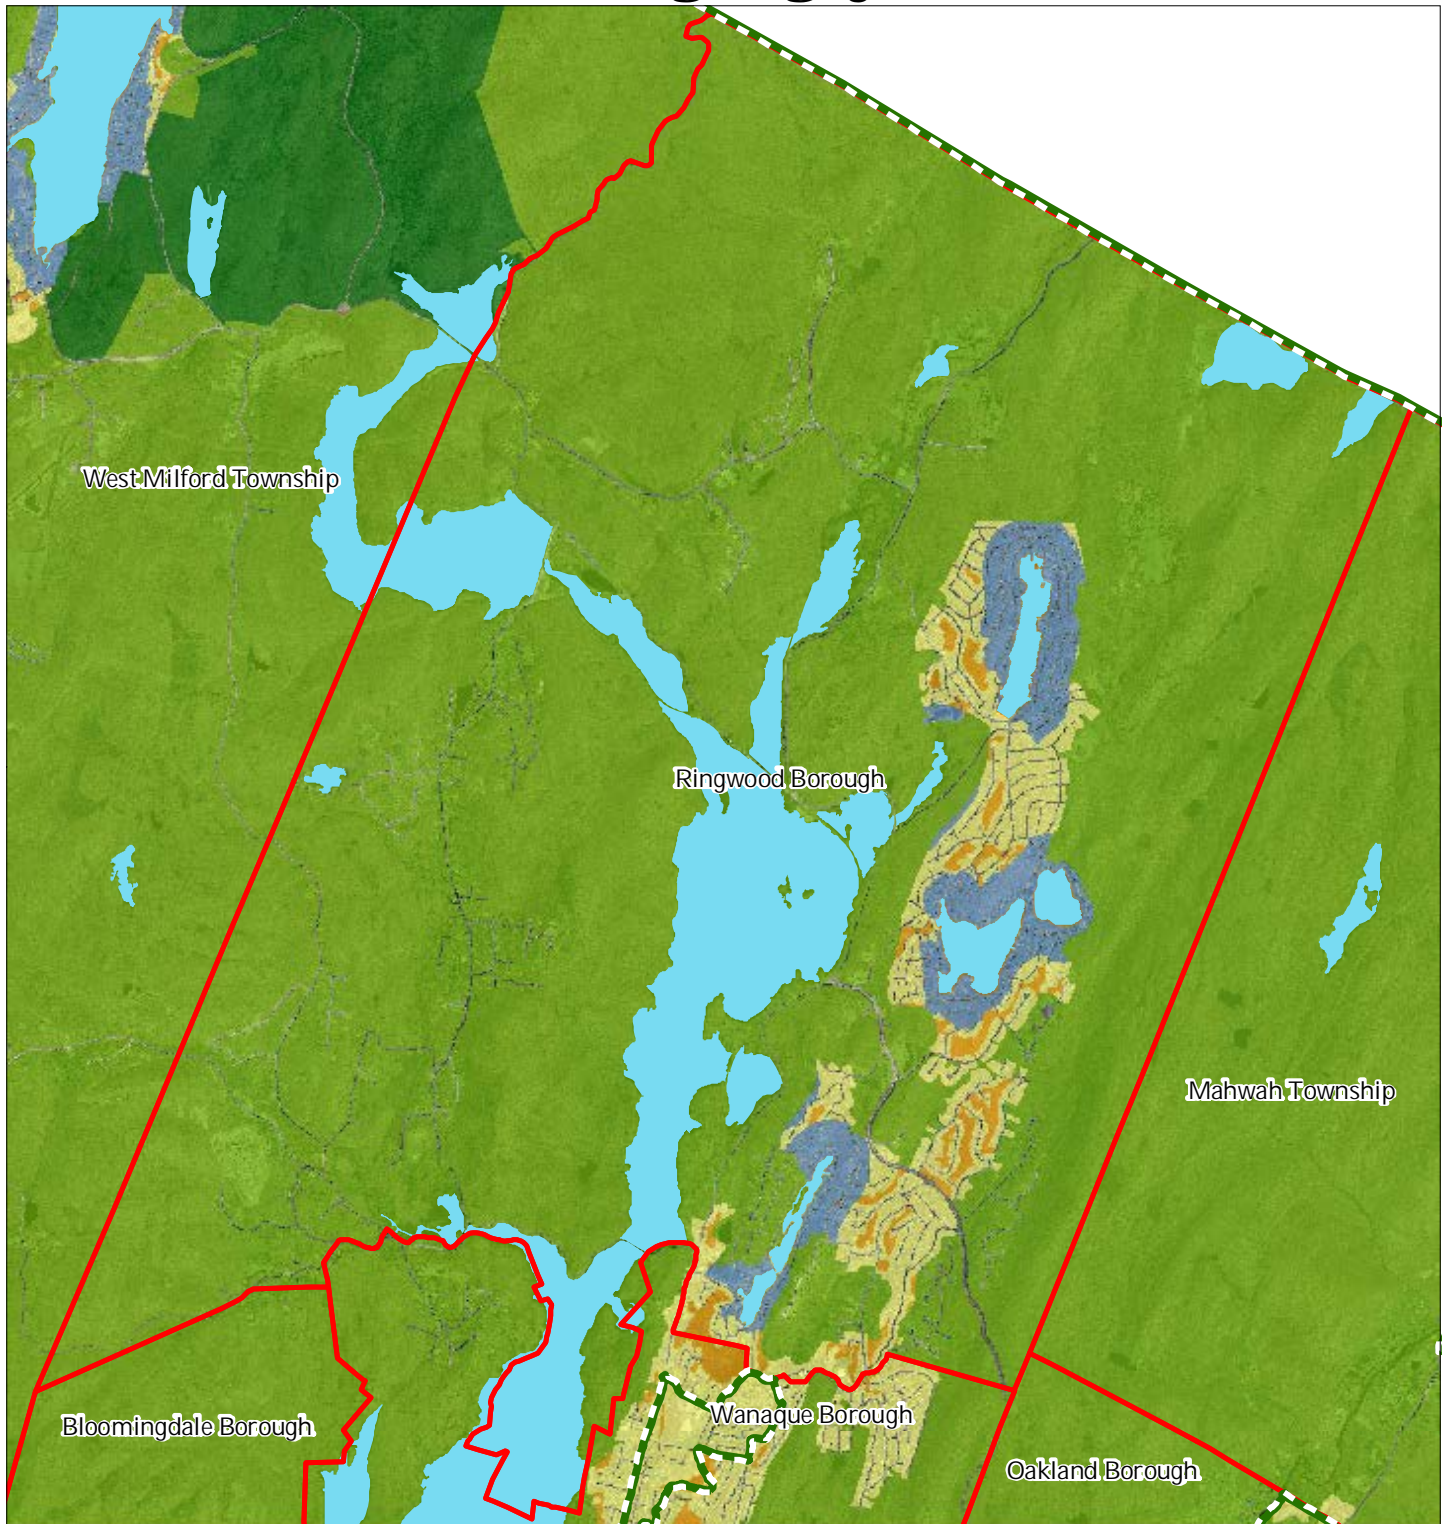 West Milford Township
Ringwood Borough
Mahwah Township
Wanaque Borough
Bloomingdale Borough
Oakland Borough